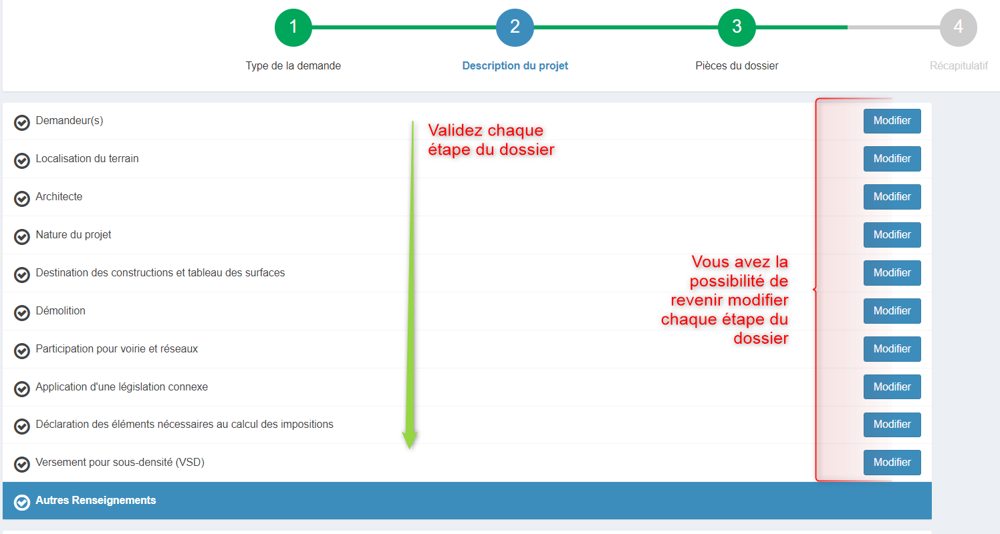 1
2
3
4
Type de la demande
Description du projet
Pièces du dossier
Récapitulatif
Demandeur(s)
Modifier
Validez chaque
étape du dossier
Localisation du terrain
Modifier
Architecte
Modifier
Nature du projet
Modifier
Destination des constructions et tableau des surfaces
Modifier
Vous avez la
possibilité de
revenir modifier
chaque étape du
dossier
Démolition
Modifier
Participation pour voirie et réseaux
Modifier
Application d'une législation connexe
Modifier
Déclaration des éléments nécessaires au calcul des impositions
Modifier
Versement pour sous-densité (VSD)
Modifier
Autres Renseignements